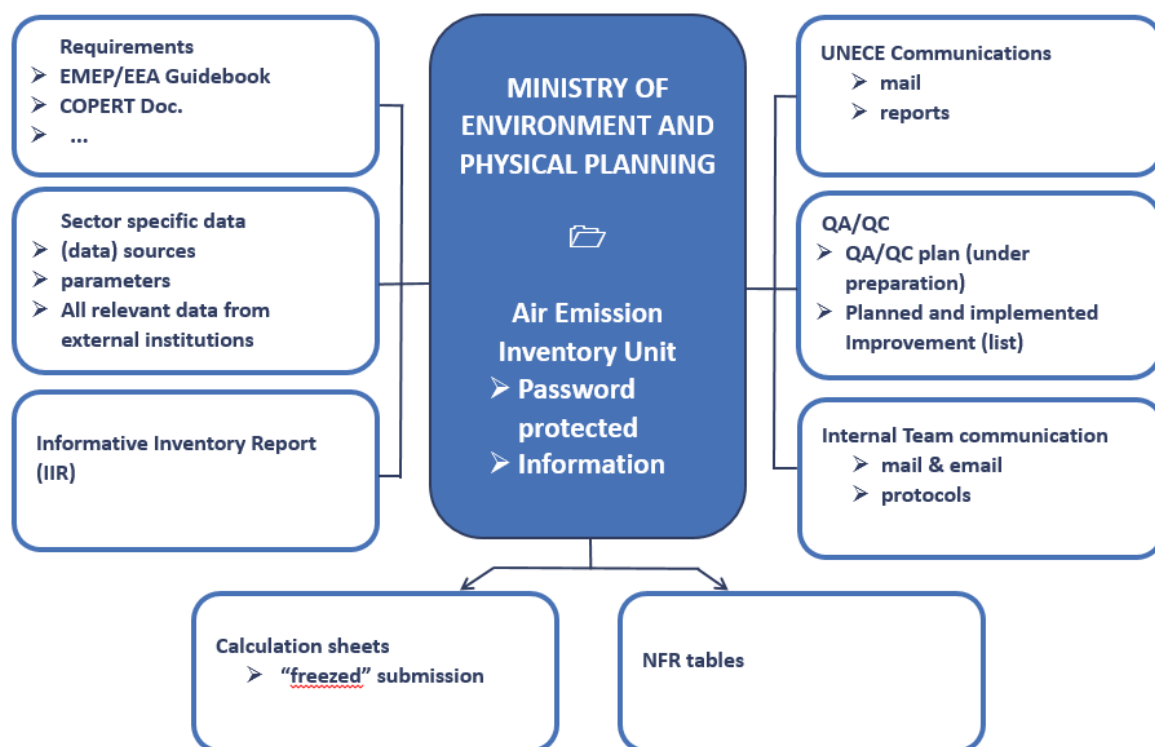 Requirements
➢ EMEP/EEA Guidebook
➢ COPERT Doc.
➢ ...
Sector specific data
➢ (data) sources
➢ parameters
➢ All relevant data from
external institutions
Informative Inventory Report
(IIR)
MINISTRY OF
ENVIRONMENT AND
PHYSICAL PLANNING
Air Emission
Inventory Unit
➢ Password
protected
➢ Information
UNECE Communications
➢ mail
➢ reports
QA/QC
➢ QA/QC plan (under
preparation)
➢ Planned and implemented
Improvement (list)
Internal Team communication
➢ mail & email
➢ protocols
Calculation sheets
➢ “freezed” submission
NFR tables